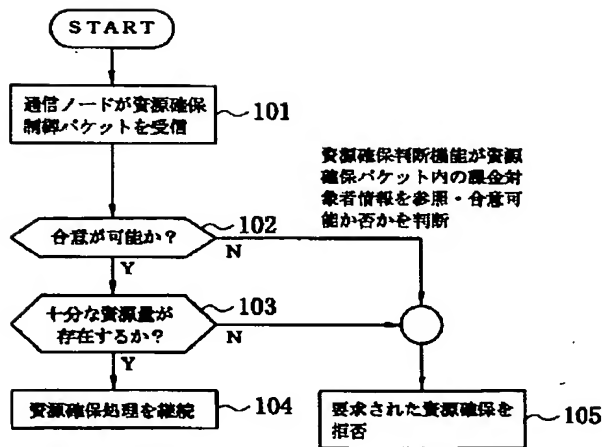 START
通信ノードが資源確保
制御パケットを受信
101
資源確保判断機能が資源
確保パケット内の課金対
象者情報を参照・合意可
能か否かを判断
合意が可能か?
102
N
Y
十分な資源量が
存在するか?
103
N
Y
資源確保処理を継続
104
要求された資源確保を
拒否
105